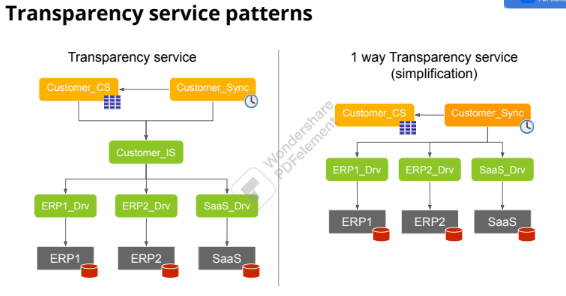 Transparency service patterns
Transparency service
Customer_CS
Customer_Sync
Customer_IS
ERP1_Drv
ERP2_Drv
SaaS_Drv
ERP1
ERP2
SaaS
1 way Transparency service
(simplification)
Customer_CS
Customer_Sync
ERP1_Drv
ERP2_Drv
SaaS_Drv
ERP1
ERP2
SaaS
Wondershare
PDFelement